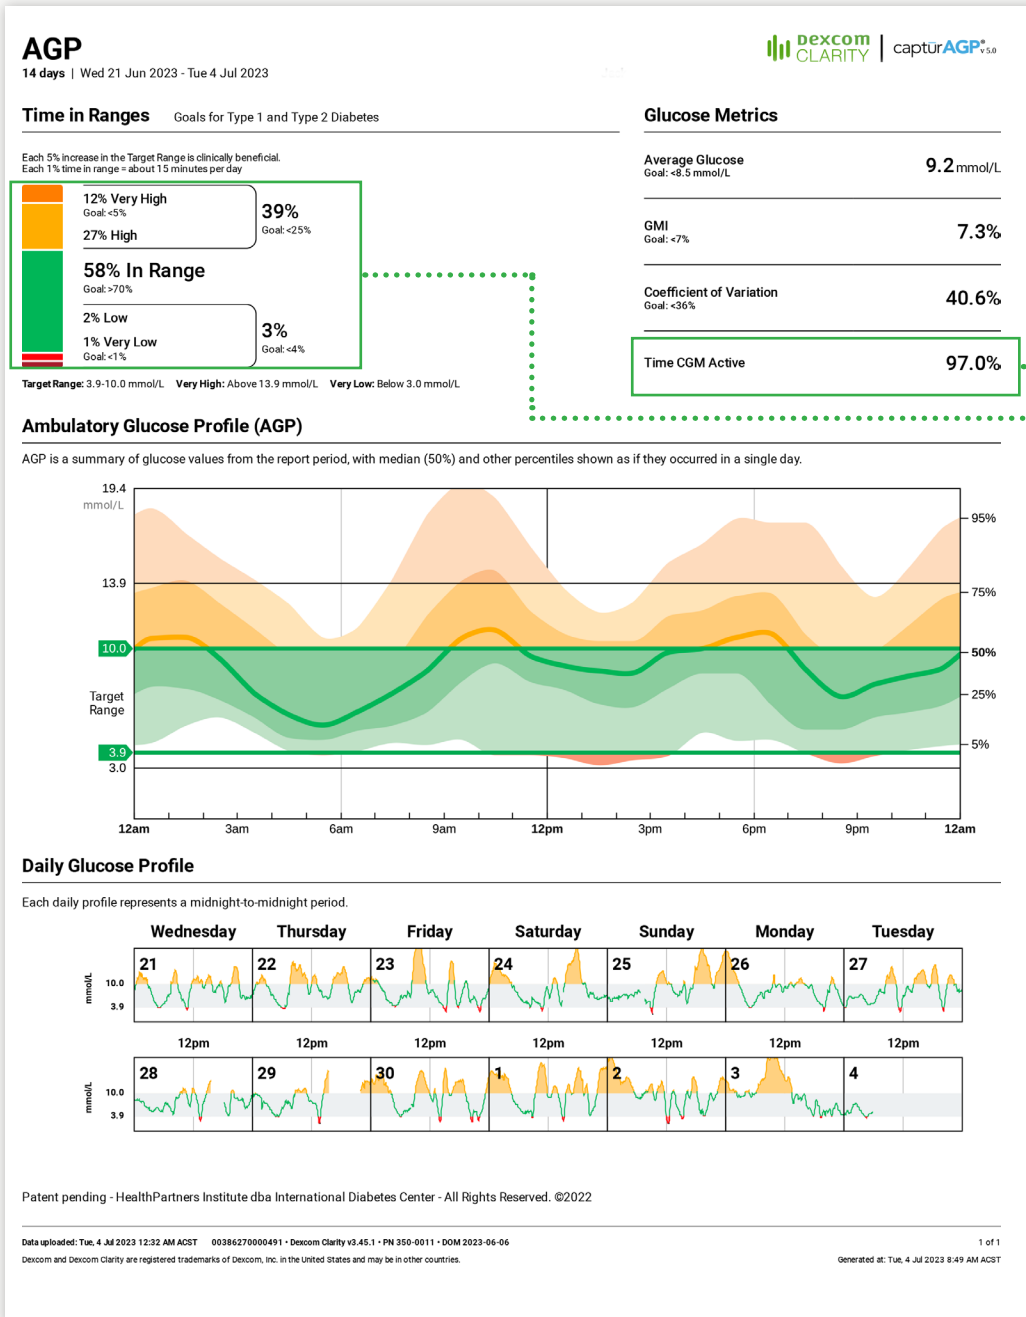 AGP
14 days | Wed 21 Jun 2023 - Tue 4 Jul 2023
Dexcom CLARITY | captūrAGP® v 5.0
Time in Ranges Goals for Type 1 and Type 2 Diabetes
Each 5% increase in the Target Range is clinically beneficial.
Each 1% time in range = about 15 minutes per day
12% Very High
Goal: <5%
27% High
39%
Goal: <25%
58% In Range
Goal: >70%
2% Low
1% Very Low
Goal: <1%
3%
Goal: <4%
Target Range: 3.9-10.0 mmol/L Very High: Above 13.9 mmol/L Very Low: Below 3.0 mmol/L
Glucose Metrics
Average Glucose
Goal: <8.5 mmol/L
9.2 mmol/L
GMI
Goal: <7%
7.3%
Coefficient of Variation
Goal: <36%
40.6%
Time CGM Active 97.0%
Ambulatory Glucose Profile (AGP)
AGP is a summary of glucose values from the report period, with median (50%) and other percentiles shown as if they occurred in a single day.
19.4
mmol/L
13.9
10.0
Target
Range
3.9
3.0
95%
75%
50%
25%
5%
12am 3am 6am 9am 12pm 3pm 6pm 9pm 12am
Daily Glucose Profile
Each daily profile represents a midnight-to-midnight period.
Wednesday Thursday Friday Saturday Sunday Monday Tuesday
21 22 23 24 25 26 27
mmol/L
10.0
3.9
12pm 12pm 12pm 12pm 12pm 12pm 12pm
28 29 30 1 2 3 4
mmol/L
10.0
3.9
Patent pending - HealthPartners Institute dba International Diabetes Center - All Rights Reserved. ©2022
Data uploaded: Tue, 4 Jul 2023 12:32 AM ACST 00386270000491 • Dexcom Clarity v3.45.1 • PN 350-0011 • DOM 2023-06-06 1 of 1
Dexcom and Dexcom Clarity are registered trademarks of Dexcom, Inc. in the United States and may be in other countries. Generated at: Tue, 4 Jul 2023 8:49 AM ACST